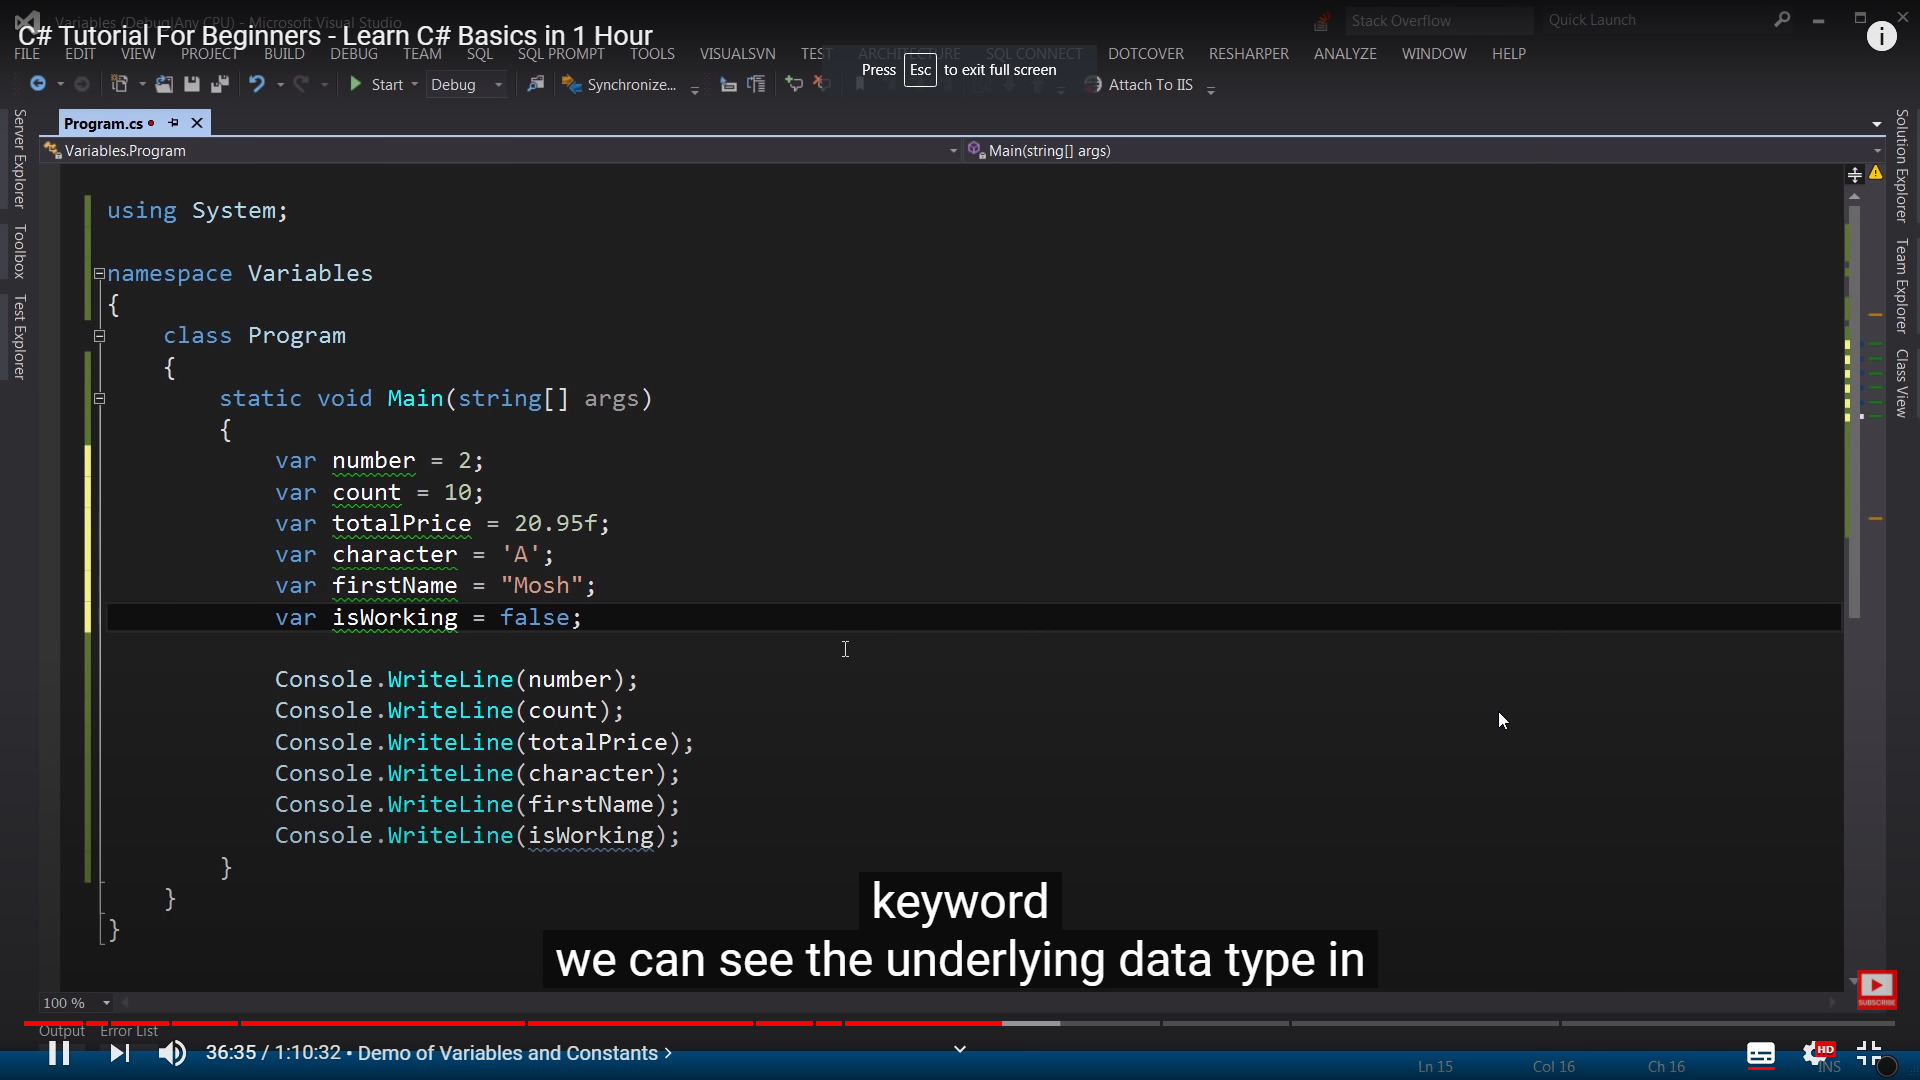 Variables (Debug|Any CPU) - Microsoft Visual Studio
C# Tutorial For Beginners - Learn C# Basics in 1 Hour
Stack Overflow
Quick Launch
FILE EDIT VIEW PROJECT BUILD DEBUG TEAM SQL SQL PROMPT TOOLS VISUALSVN TEST ARCHITECTURE SQL CONNECT DOTCOVER RESHARPER ANALYZE WINDOW HELP
Press Esc to exit full screen
Start Debug Synchronize... Attach To IIS
Program.cs
Variables.Program
Main(string[] args)
Server Explorer
Toolbox
Test Explorer
Solution Explorer
Team Explorer
Class View
using System;
namespace Variables
{
class Program
{
static void Main(string[] args)
{
var number = 2;
var count = 10;
var totalPrice = 20.95f;
var character = 'A';
var firstName = "Mosh";
var isWorking = false;
Console.WriteLine(number);
Console.WriteLine(count);
Console.WriteLine(totalPrice);
Console.WriteLine(character);
Console.WriteLine(firstName);
Console.WriteLine(isWorking);
}
}
}
keyword
we can see the underlying data type in
SUBSCRIBE
100 %
Output Error List
36:35 / 1:10:32 • Demo of Variables and Constants
HD
Ln 15 Col 16 Ch 16 INS